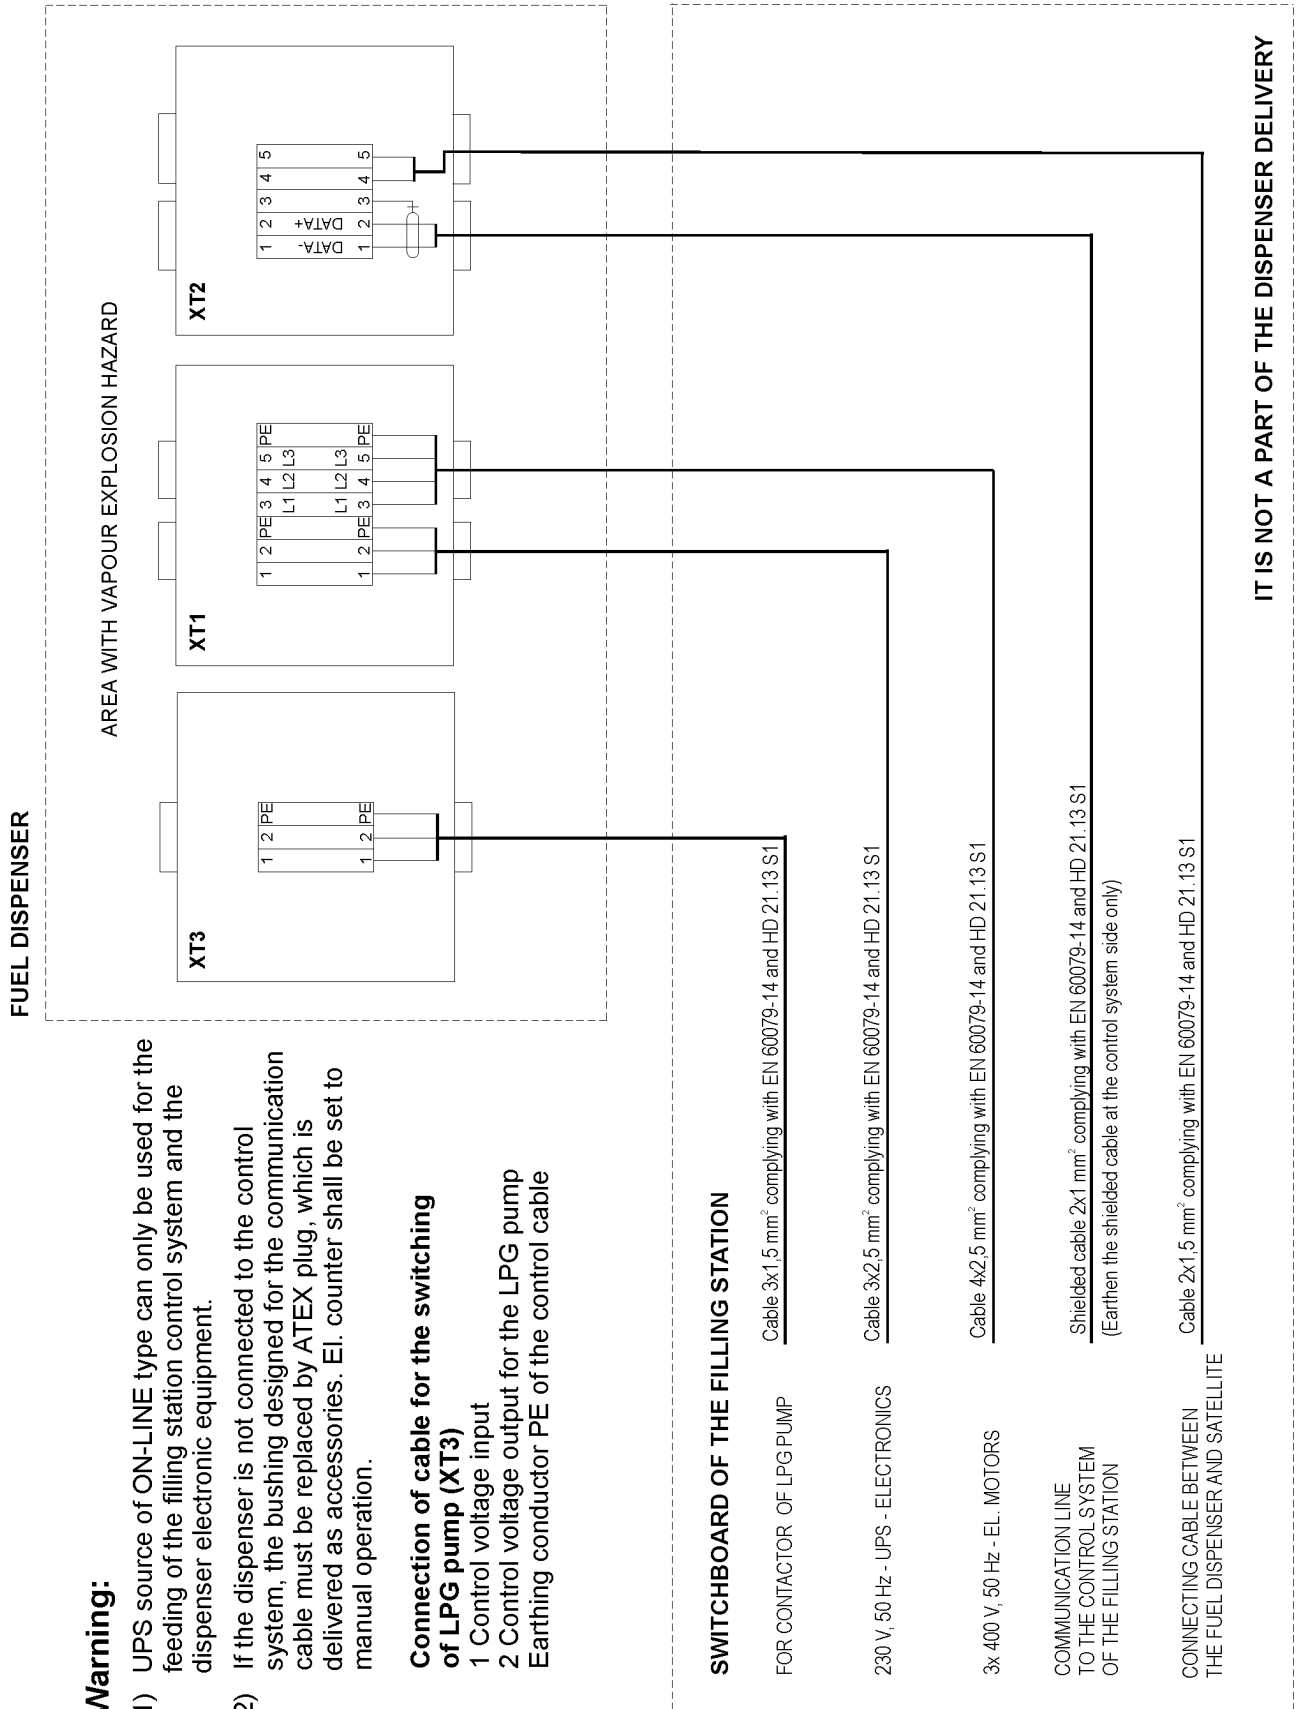 FUEL DISPENSER
AREA WITH VAPOUR EXPLOSION HAZARD
XT3
1 2 PE
1 2 PE
XT1
1 2 PE 3 4 5 PE
L1 L2 L3
L1 L2 L3
1 2 PE 3 4 5 PE
XT2
1 2 3 4 5
DATA- DATA+
1 2 3 4 5
Warning:
1) UPS source of ON-LINE type can only be used for the
feeding of the filling station control system and the
dispenser electronic equipment.
2) If the dispenser is not connected to the control
system, the bushing designed for the communication
cable must be replaced by ATEX plug, which is
delivered as accessories. El. counter shall be set to
manual operation.
Connection of cable for the switching
of LPG pump (XT3)
1 Control voltage input
2 Control voltage output for the LPG pump
Earthing conductor PE of the control cable
SWITCHBOARD OF THE FILLING STATION
FOR CONTACTOR OF LPG PUMP
Cable 3x1,5 mm² complying with EN 60079-14 and HD 21.13 S1
230 V, 50 Hz - UPS - ELECTRONICS
Cable 3x2,5 mm² complying with EN 60079-14 and HD 21.13 S1
3x 400 V, 50 Hz - EL. MOTORS
Cable 4x2,5 mm² complying with EN 60079-14 and HD 21.13 S1
COMMUNICATION LINE
TO THE CONTROL SYSTEM
OF THE FILLING STATION
Shielded cable 2x1 mm² complying with EN 60079-14 and HD 21.13 S1
(Earthen the shielded cable at the control system side only)
CONNECTING CABLE BETWEEN
THE FUEL DISPENSER AND SATELLITE
Cable 2x1,5 mm² complying with EN 60079-14 and HD 21.13 S1
IT IS NOT A PART OF THE DISPENSER DELIVERY